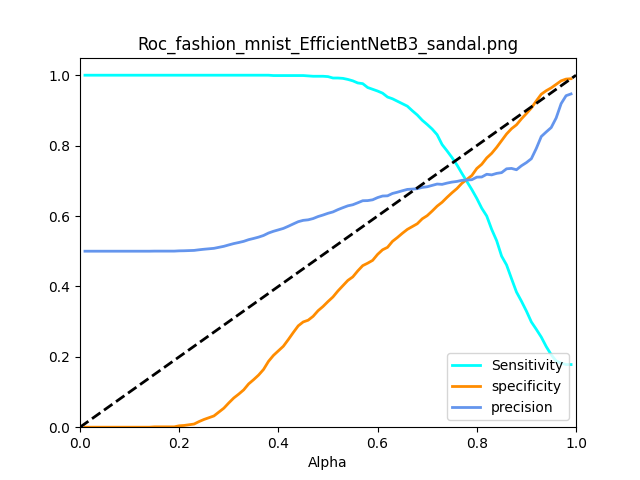 Roc_fashion_mnist_EfficientNetB3_sandal.png
1.0
0.8
0.6
0.4
0.2
0.0
Sensitivity
specificity
precision
0.0 0.2 0.4 0.6 0.8 1.0
Alpha